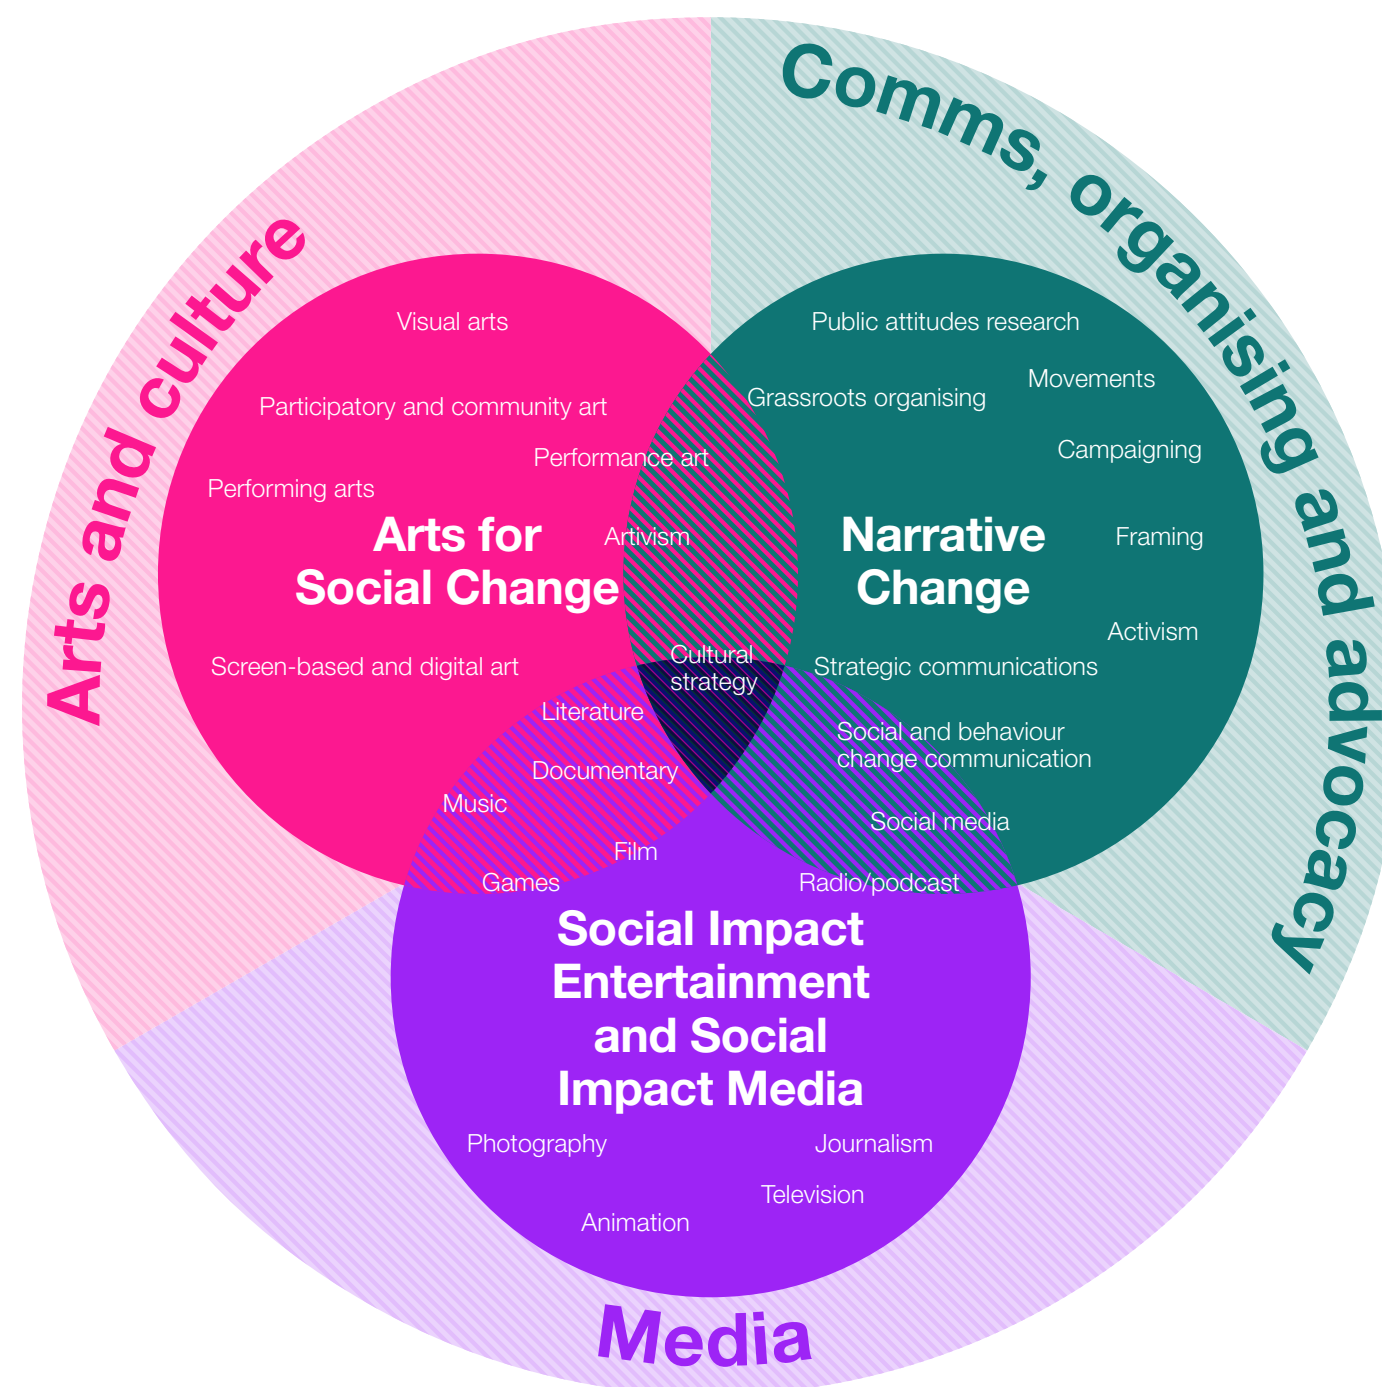 Comms, organising and advocacy
Arts and culture
Visual arts
Participatory and community art
Performance art
Performing arts
Arts for
Social Change
Artivism
Screen-based and digital art
Public attitudes research
Movements
Grassroots organising
Campaigning
Narrative
Change
Framing
Activism
Strategic communications
Social and behaviour
change communication
Social media
Radio/podcast
Cultural
strategy
Literature
Documentary
Music
Film
Games
Social Impact
Entertainment
and Social
Impact Media
Photography
Journalism
Television
Animation
Media